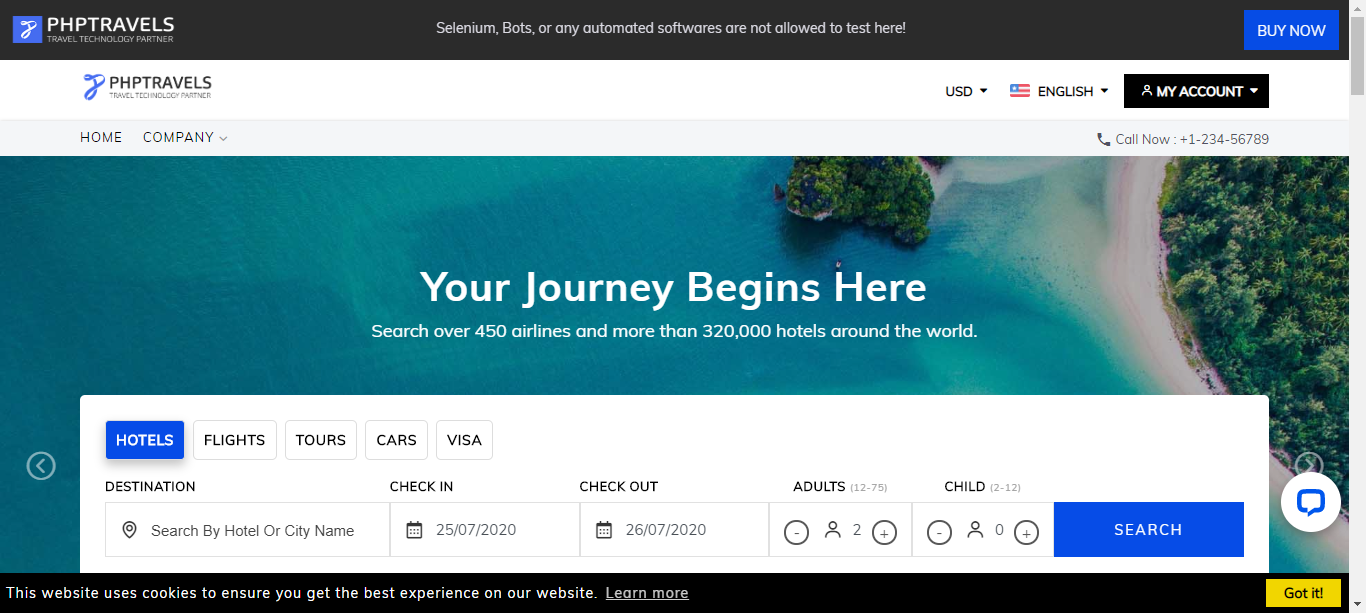 PHPTRAVELS
TRAVEL TECHNOLOGY PARTNER
Selenium, Bots, or any automated softwares are not allowed to test here!
BUY NOW
PHPTRAVELS
TRAVEL TECHNOLOGY PARTNER
USD
ENGLISH
MY ACCOUNT
HOME
COMPANY
Call Now : +1-234-56789
Your Journey Begins Here
Search over 450 airlines and more than 320,000 hotels around the world.
HOTELS
FLIGHTS
TOURS
CARS
VISA
DESTINATION
CHECK IN
CHECK OUT
ADULTS (12-75)
CHILD (2-12)
Search By Hotel Or City Name
25/07/2020
26/07/2020
- 2 +
- 0 +
SEARCH
This website uses cookies to ensure you get the best experience on our website. Learn more
Got it!